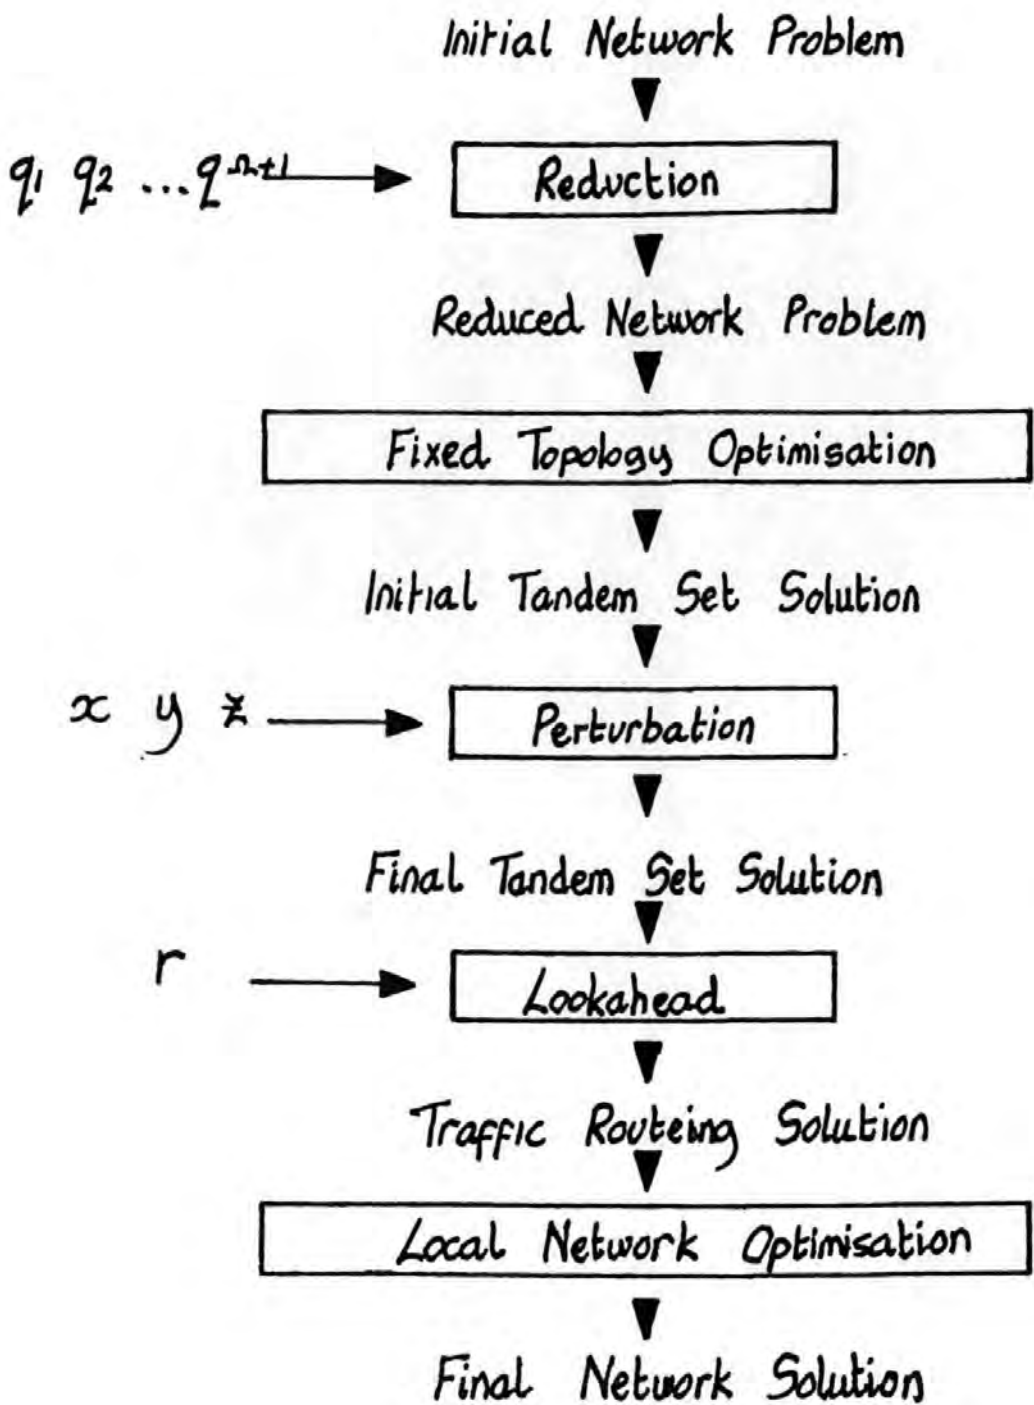 Initial Network Problem
q1 q2 ...q^Ω+1
Reduction
Reduced Network Problem
Fixed Topology Optimisation
Initial Tandem Set Solution
x y z
Perturbation
Final Tandem Set Solution
r
Lookahead
Traffic Routeing Solution
Local Network Optimisation
Final Network Solution